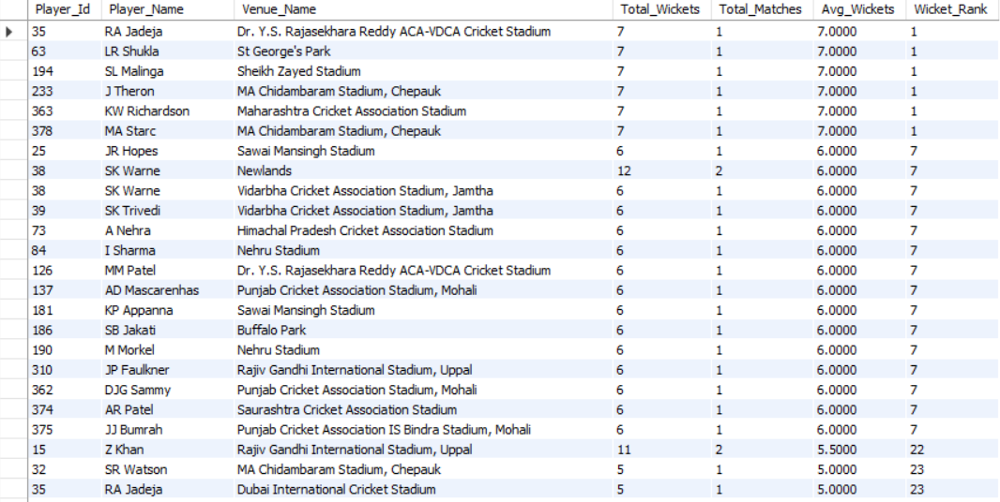 Player_Id Player_Name Venue_Name Total_Wickets Total_Matches Avg_Wickets Wicket_Rank
35 RA Jadeja Dr. Y.S. Rajasekhara Reddy ACA-VDCA Cricket Stadium 7 1 7.0000 1
63 LR Shukla St George's Park 7 1 7.0000 1
194 SL Malinga Sheikh Zayed Stadium 7 1 7.0000 1
233 J Theron MA Chidambaram Stadium, Chepauk 7 1 7.0000 1
363 KW Richardson Maharashtra Cricket Association Stadium 7 1 7.0000 1
378 MA Starc MA Chidambaram Stadium, Chepauk 7 1 7.0000 1
25 JR Hopes Sawai Mansingh Stadium 6 1 6.0000 7
38 SK Warne Newlands 12 2 6.0000 7
38 SK Warne Vidarbha Cricket Association Stadium, Jamtha 6 1 6.0000 7
39 SK Trivedi Vidarbha Cricket Association Stadium, Jamtha 6 1 6.0000 7
73 A Nehra Himachal Pradesh Cricket Association Stadium 6 1 6.0000 7
84 I Sharma Nehru Stadium 6 1 6.0000 7
126 MM Patel Dr. Y.S. Rajasekhara Reddy ACA-VDCA Cricket Stadium 6 1 6.0000 7
137 AD Mascarenhas Punjab Cricket Association Stadium, Mohali 6 1 6.0000 7
181 KP Appanna Sawai Mansingh Stadium 6 1 6.0000 7
186 SB Jakati Buffalo Park 6 1 6.0000 7
190 M Morkel Nehru Stadium 6 1 6.0000 7
310 JP Faulkner Rajiv Gandhi International Stadium, Uppal 6 1 6.0000 7
362 DJG Sammy Punjab Cricket Association Stadium, Mohali 6 1 6.0000 7
374 AR Patel Saurashtra Cricket Association Stadium 6 1 6.0000 7
375 JJ Bumrah Punjab Cricket Association IS Bindra Stadium, Mohali 6 1 6.0000 7
15 Z Khan Rajiv Gandhi International Stadium, Uppal 11 2 5.5000 22
32 SR Watson MA Chidambaram Stadium, Chepauk 5 1 5.0000 23
35 RA Jadeja Dubai International Cricket Stadium 5 1 5.0000 23